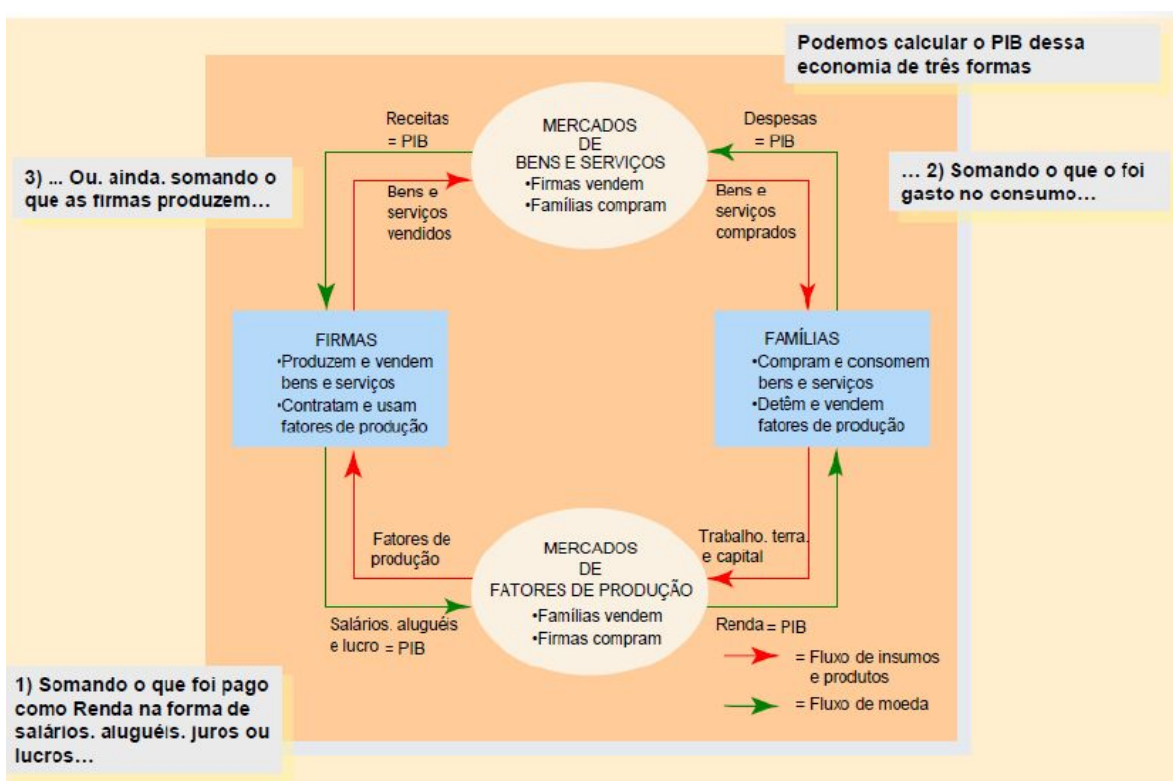 Podemos calcular o PIB dessa
economia de três formas
Receitas
= PIB
MERCADOS
DE
BENS E SERVIÇOS
•Firmas vendem
•Famílias compram
Despesas
= PIB
3) ... Ou. ainda. somando o
que as firmas produzem…
Bens e
serviços
vendidos
Bens e
serviços
comprados
… 2) Somando o que o foi
gasto no consumo…
FIRMAS
•Produzem e vendem
bens e serviços
•Contratam e usam
fatores de produção
FAMÍLIAS
•Compram e consomem
bens e serviços
•Detêm e vendem
fatores de produção
Fatores de
produção
MERCADOS
DE
FATORES DE PRODUÇÃO
•Famílias vendem
•Firmas compram
Trabalho. terra.
e capital
Salários. aluguéis
e lucro = PIB
Renda = PIB
= Fluxo de insumos
e produtos
= Fluxo de moeda
1) Somando o que foi pago
como Renda na forma de
salários. aluguéis. juros ou
lucros…